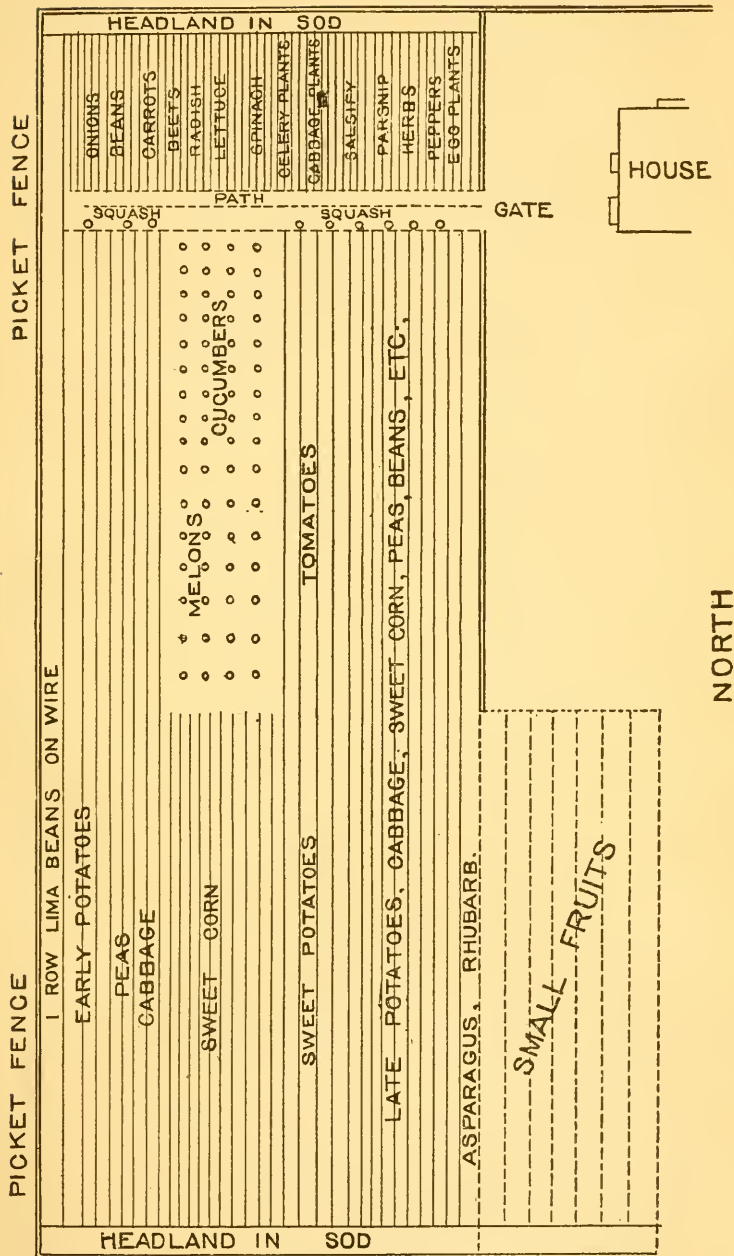 HEADLAND IN SOD
PICKET FENCE
ONIONS
BEANS
CARROTS
BEETS
RADISH
LETTUCE
SPINACH
CELERY PLANTS
CABBAGE PLANTS
SALSIFY
PARSNIP
HERBS
PEPPERS
EGG PLANTS
HOUSE
PATH
SQUASH
SQUASH
GATE
CUCUMBERS
MELONS
TOMATOES
LATE POTATOES, CABBAGE, SWEET CORN, PEAS, BEANS, ETC.,
NORTH
PICKET FENCE
1 ROW LIMA BEANS ON WIRE
EARLY POTATOES
PEAS
CABBAGE
SWEET CORN
SWEET POTATOES
ASPARAGUS, RHUBARB.
SMALL FRUITS
HEADLAND IN SOD